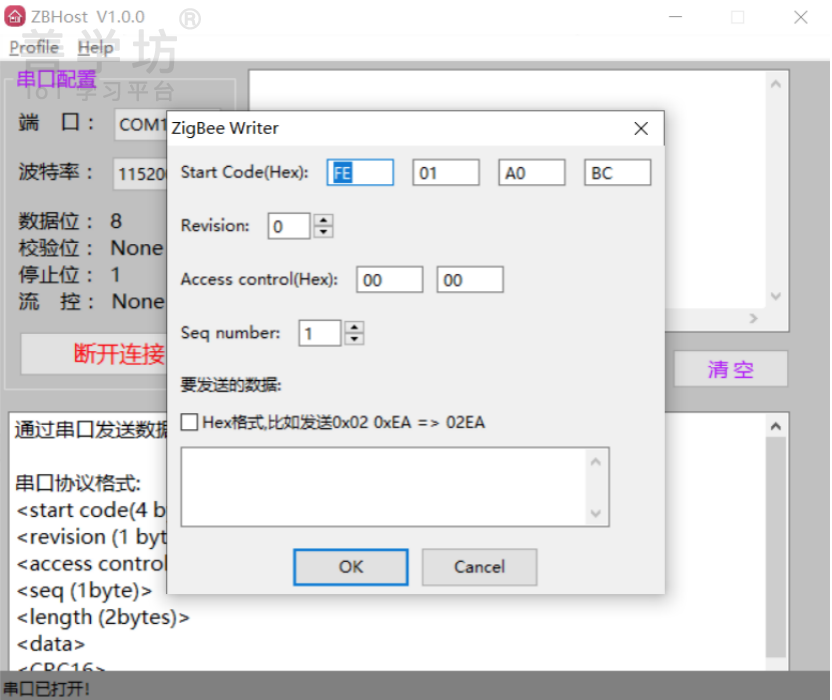 ZBHost V1.0.0
善学坊®
IoT 学习平台
Profile Help
串口配置
端 口： COM1
波特率： 11520
数据位： 8
校验位： None
停止位： 1
流 控： None
断开连接
清 空
ZigBee Writer
Start Code(Hex): FE 01 A0 BC
Revision: 0
Access control(Hex): 00 00
Seq number: 1
要发送的数据:
Hex格式,比如发送0x02 0xEA => 02EA
OK Cancel
通过串口发送数据
串口协议格式:
<start code(4 b
<revision (1 byt
<access control
<seq (1byte)>
<length (2bytes)>
<data>
<CRC16>
串口已打开!